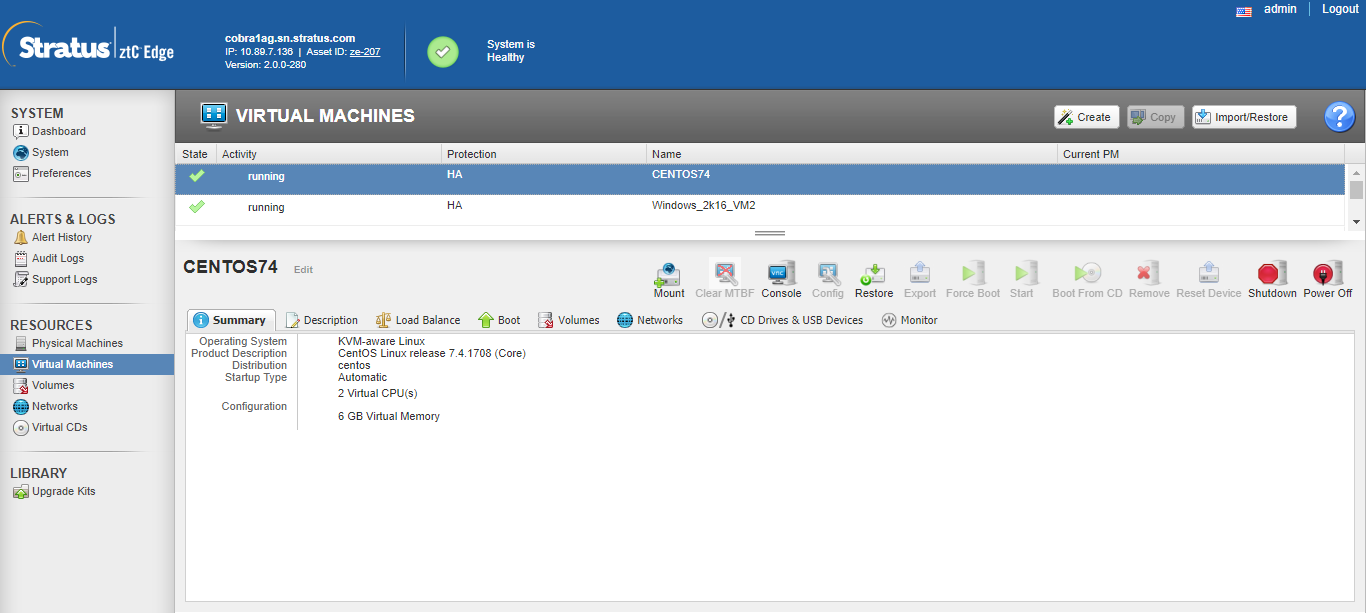 admin | Logout
Stratus ztC Edge
cobra1ag.sn.stratus.com
IP: 10.89.7.136 | Asset ID: ze-207
Version: 2.0.0-280
System is
Healthy
SYSTEM
Dashboard
System
Preferences
ALERTS & LOGS
Alert History
Audit Logs
Support Logs
RESOURCES
Physical Machines
Virtual Machines
Volumes
Networks
Virtual CDs
LIBRARY
Upgrade Kits
VIRTUAL MACHINES
Create Copy Import/Restore ?
State Activity Protection Name Current PM
running HA CENTOS74
running HA Windows_2k16_VM2
CENTOS74 Edit
Mount Clear MTBF Console Config Restore Export Force Boot Start Boot From CD Remove Reset Device Shutdown Power Off
Summary Description Load Balance Boot Volumes Networks CD Drives & USB Devices Monitor
Operating System KVM-aware Linux
Product Description CentOS Linux release 7.4.1708 (Core)
Distribution centos
Startup Type Automatic
2 Virtual CPU(s)
Configuration
6 GB Virtual Memory